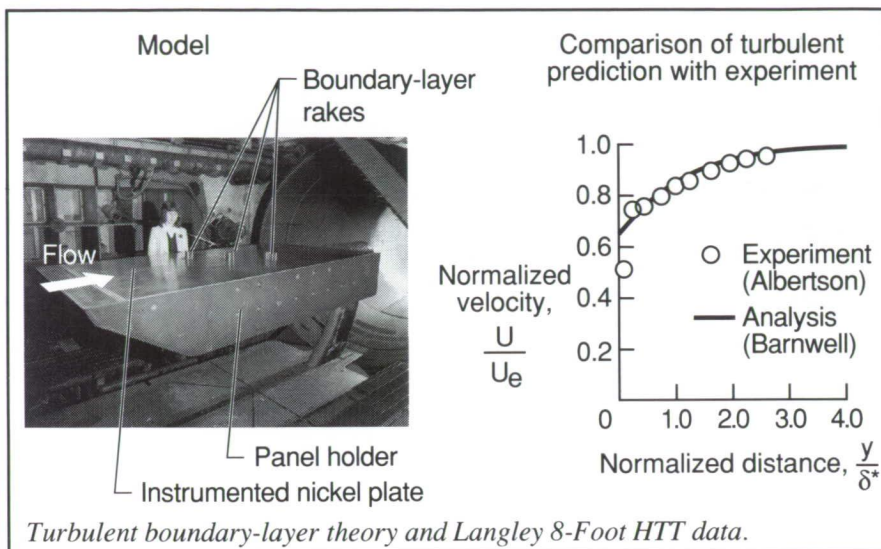 Model
Boundary-layer
rakes
Flow
Panel holder
Instrumented nickel plate
Comparison of turbulent
prediction with experiment
Normalized
velocity,
U
Ue
1.0
0.8
0.6
0.4
0.2
0 1.0 2.0 3.0 4.0
Experiment
(Albertson)
Analysis
(Barnwell)
Normalized distance, y
δ*
Turbulent boundary-layer theory and Langley 8-Foot HTT data.